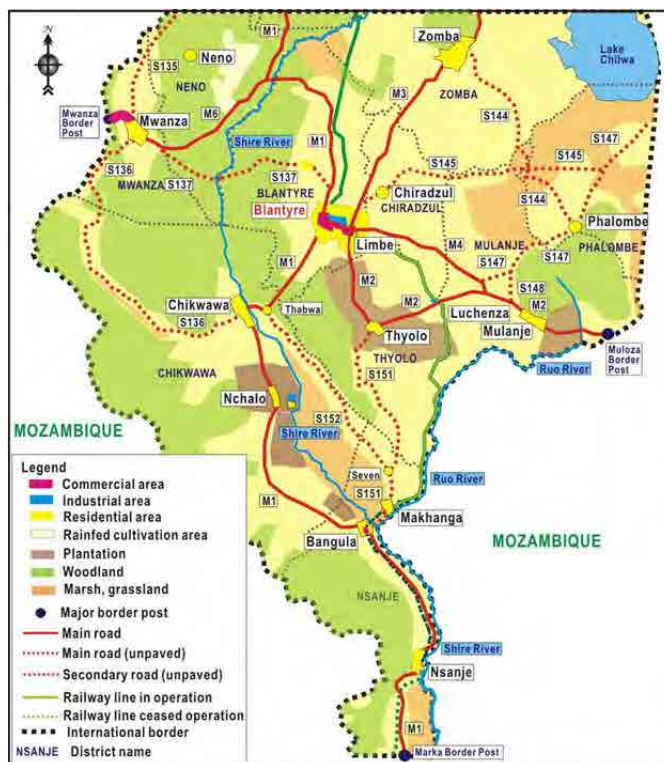 N
M1
Zomba
Lake
Chilwa
Neno
S135
NENO
M3
ZOMBA
Mwanza
Border
Post
Mwanza
M6
S144
Shire River
M1
S147
S136
S145
S145
MWANZA
S137
S137
BLANTYRE
Chiradzul
CHIRADZUL
S144
Blantyre
Phalombe
Limbe
M4
MULANJE
S147
PHALOMBE
M1
M2
S147
S148
Chikwawa
Thabwa
M2
Luchenza
M2
S136
Mulanje
Thyolo
THYOLO
Muloza
Border
Post
S151
Ruo River
CHIKWAWA
Nchalo
S152
MOZAMBIQUE
Shire River
Legend
Commercial area
Industrial area
Residential area
Rainfed cultivation area
Plantation
Woodland
Marsh, grassland
Major border post
Main road
Main road (unpaved)
Secondary road (unpaved)
Railway line in operation
Railway line ceased operation
International border
NSANJE District name
Seven
Ruo River
S151
M1
Makhanga
Bangula
MOZAMBIQUE
NSANJE
Shire River
Nsanje
M1
Marka Border Post